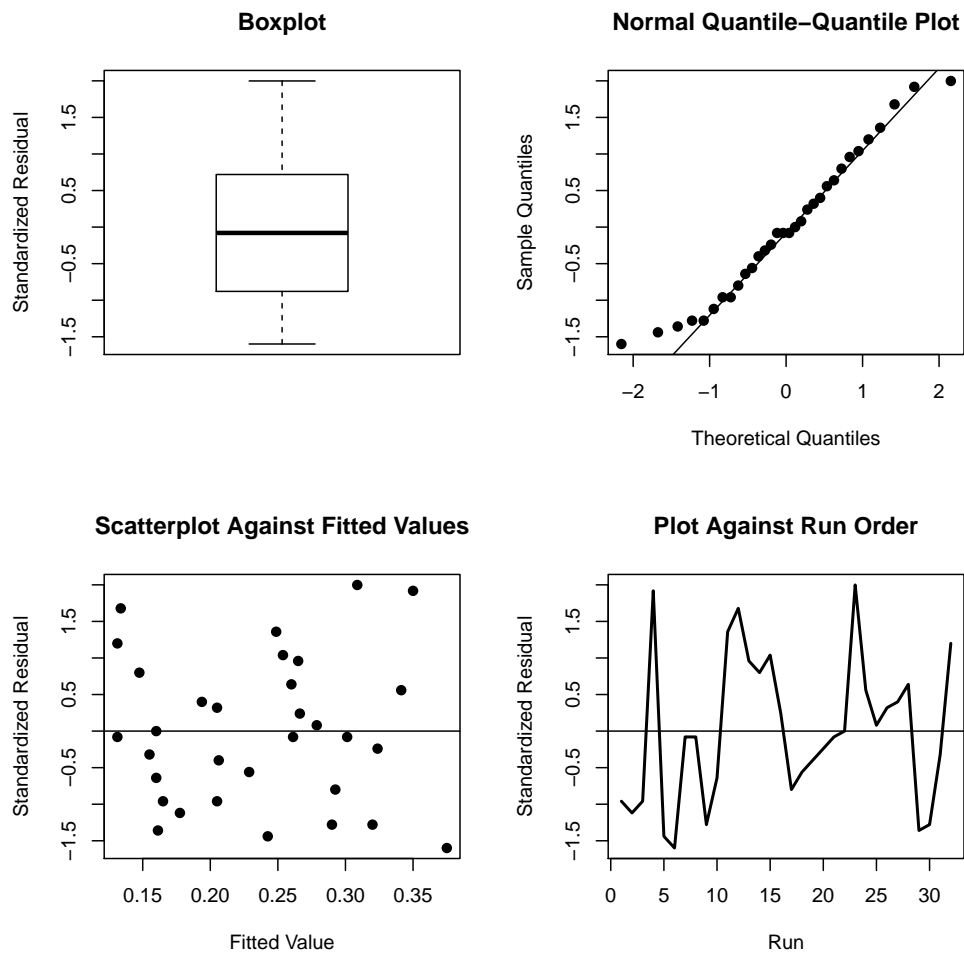 Boxplot
Standardized Residual
1.5
0.5
−0.5
−1.5
Normal Quantile−Quantile Plot
Sample Quantiles
1.5
0.5
−0.5
−1.5
−2 −1 0 1 2
Theoretical Quantiles
Scatterplot Against Fitted Values
Standardized Residual
1.5
0.5
−0.5
−1.5
0.15 0.20 0.25 0.30 0.35
Fitted Value
Plot Against Run Order
Standardized Residual
1.5
0.5
−0.5
−1.5
0 5 10 15 20 25 30
Run